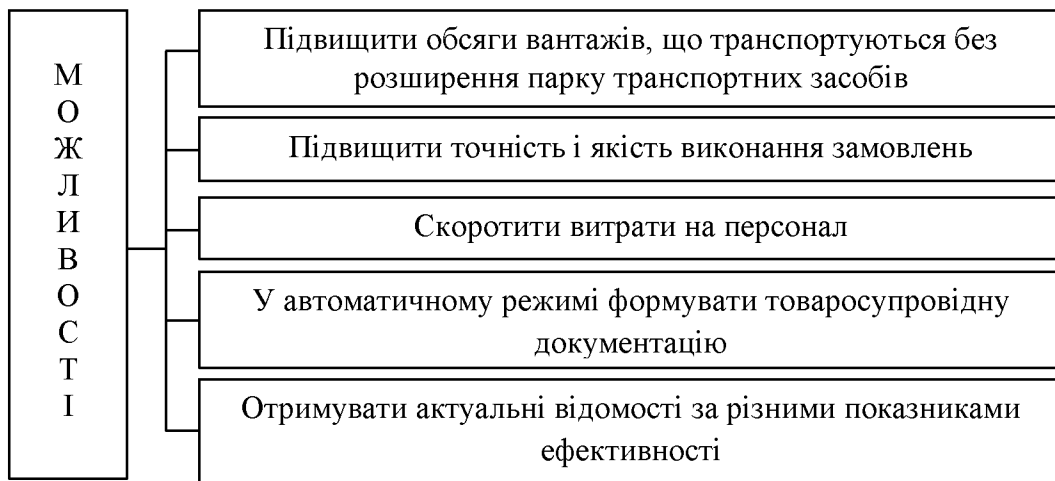 МОЖЛИВОСТІ
Підвищити обсяги вантажів, що транспортуються без
розширення парку транспортних засобів
Підвищити точність і якість виконання замовлень
Скоротити витрати на персонал
У автоматичному режимі формувати товаросупровідну
документацію
Отримувати актуальні відомості за різними показниками
ефективності